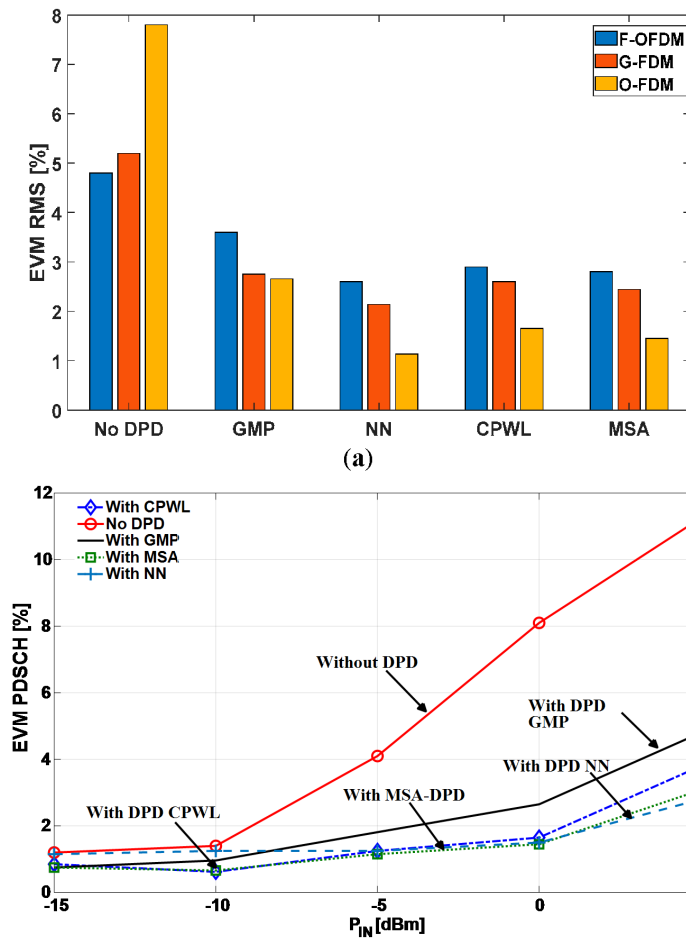 8
7
6
5
4
3
2
1
0
EVM RMS [%]
F-OFDM
G-FDM
O-FDM
No DPD GMP NN CPWL MSA
(a)
12
10
8
6
4
2
0
EVM PDSCH [%]
With CPWL
No DPD
With GMP
With MSA
With NN
Without DPD
With DPD
GMP
With DPD NN
With MSA-DPD
With DPD CPWL
-15 -10 -5 0
P_IN [dBm]